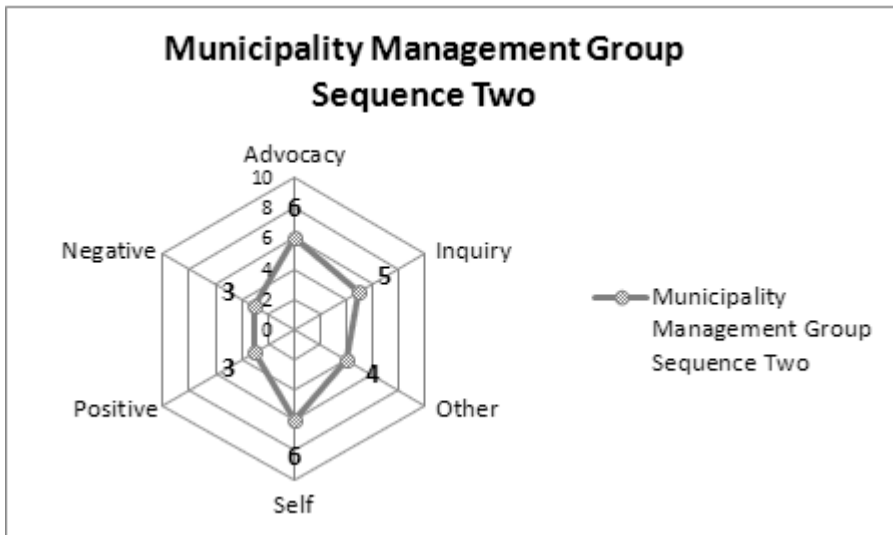 Municipality Management Group
Sequence Two
Advocacy
10
8
6
6
4
2
0
Negative
Inquiry
3
5
3
4
Positive
Other
6
Self
Municipality
Management Group
Sequence Two